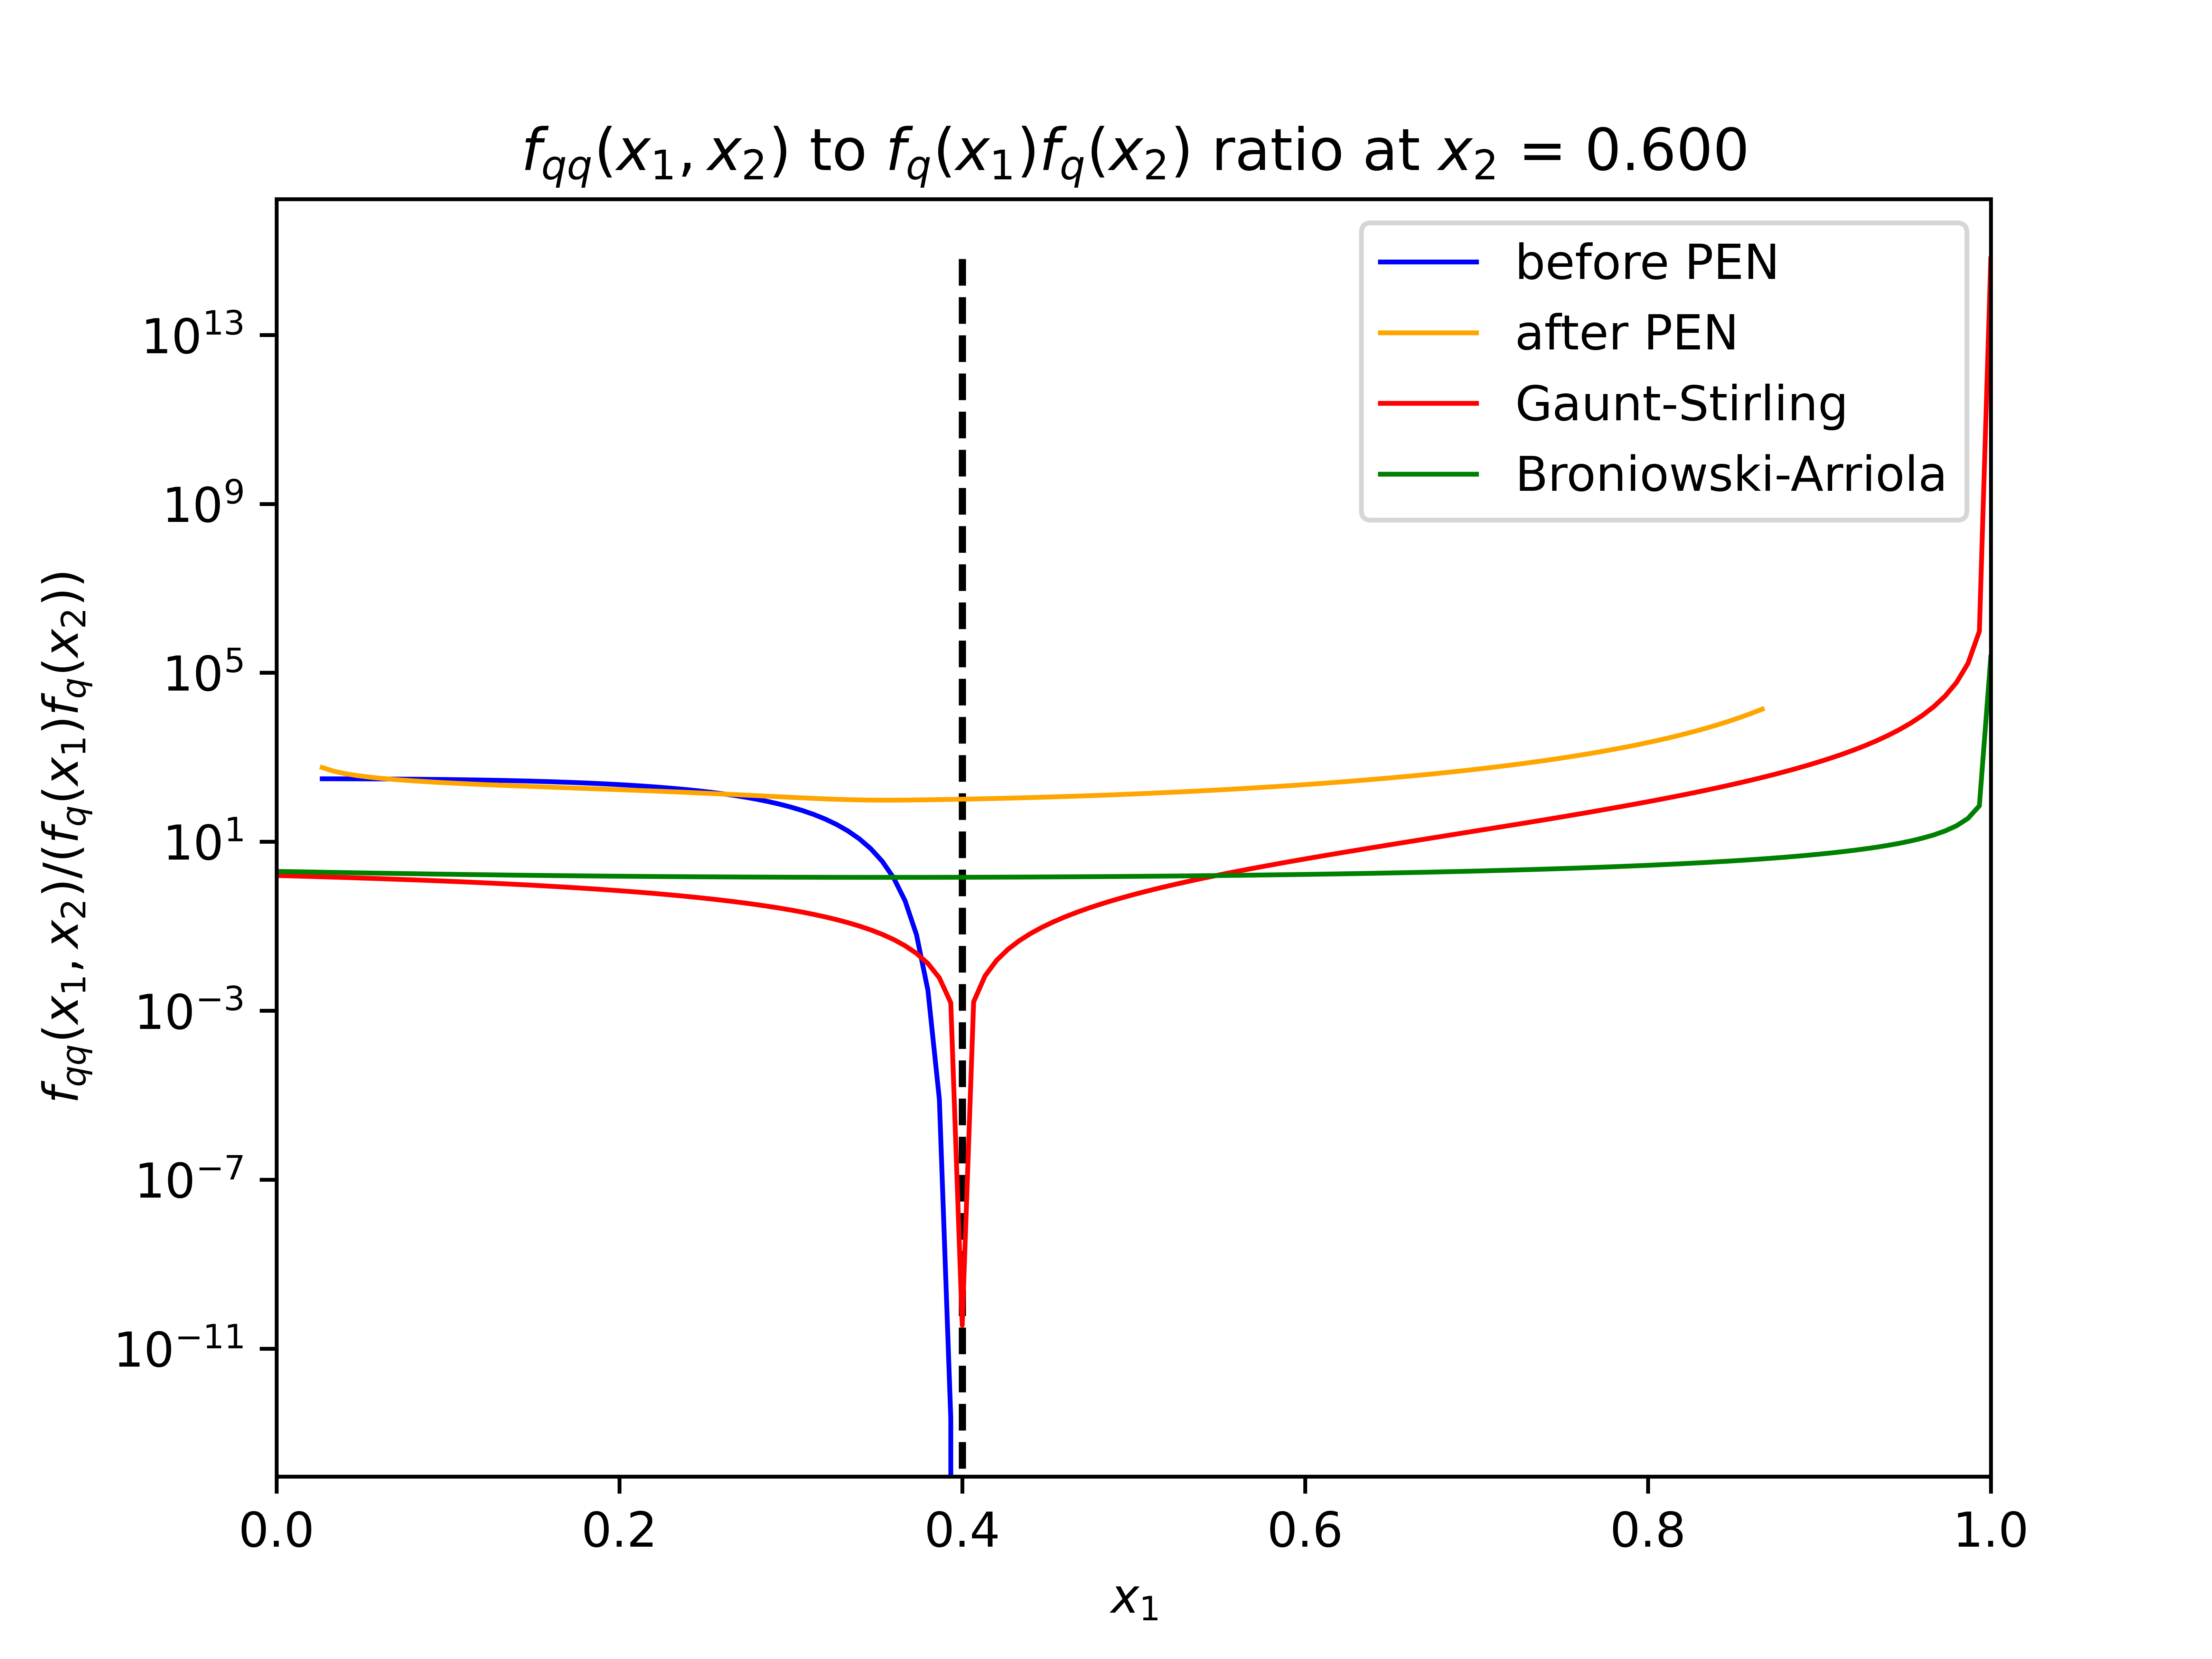 f_{qq}(x_1, x_2) to f_q(x_1)f_q(x_2) ratio at x_2 = 0.600
before PEN
after PEN
Gaunt-Stirling
Broniowski-Arriola
f_{qq}(x_1, x_2)/(f_q(x_1)f_q(x_2))
10^{13}
10^9
10^5
10^1
10^{-3}
10^{-7}
10^{-11}
0.0 0.2 0.4 0.6 0.8 1.0
x_1